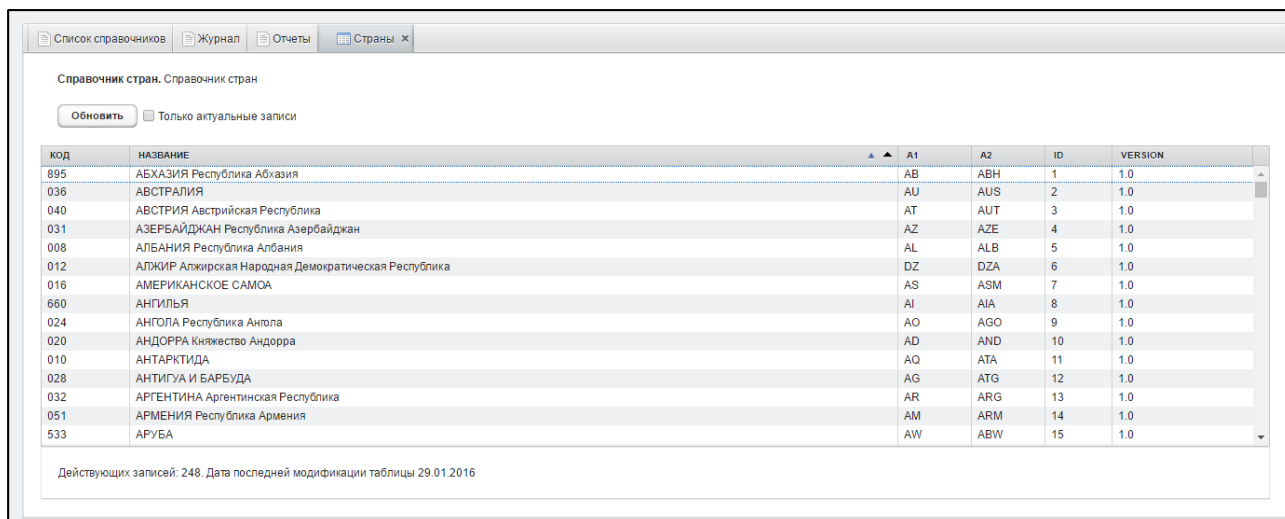 Список справочников Журнал Отчеты Страны ×
Справочник стран. Справочник стран
Обновить Только актуальные записи
КОД НАЗВАНИЕ A1 A2 ID VERSION
895 АБХАЗИЯ Республика Абхазия AB ABH 1 1.0
036 АВСТРАЛИЯ AU AUS 2 1.0
040 АВСТРИЯ Австрийская Республика AT AUT 3 1.0
031 АЗЕРБАЙДЖАН Республика Азербайджан AZ AZE 4 1.0
008 АЛБАНИЯ Республика Албания AL ALB 5 1.0
012 АЛЖИР Алжирская Народная Демократическая Республика DZ DZA 6 1.0
016 АМЕРИКАНСКОЕ САМОА AS ASM 7 1.0
660 АНГИЛЬЯ AI AIA 8 1.0
024 АНГОЛА Республика Ангола AO AGO 9 1.0
020 АНДОРРА Княжество Андорра AD AND 10 1.0
010 АНТАРКТИДА AQ ATA 11 1.0
028 АНТИГУА И БАРБУДА AG ATG 12 1.0
032 АРГЕНТИНА Аргентинская Республика AR ARG 13 1.0
051 АРМЕНИЯ Республика Армения AM ARM 14 1.0
533 АРУБА AW ABW 15 1.0
Действующих записей: 248. Дата последней модификации таблицы 29.01.2016